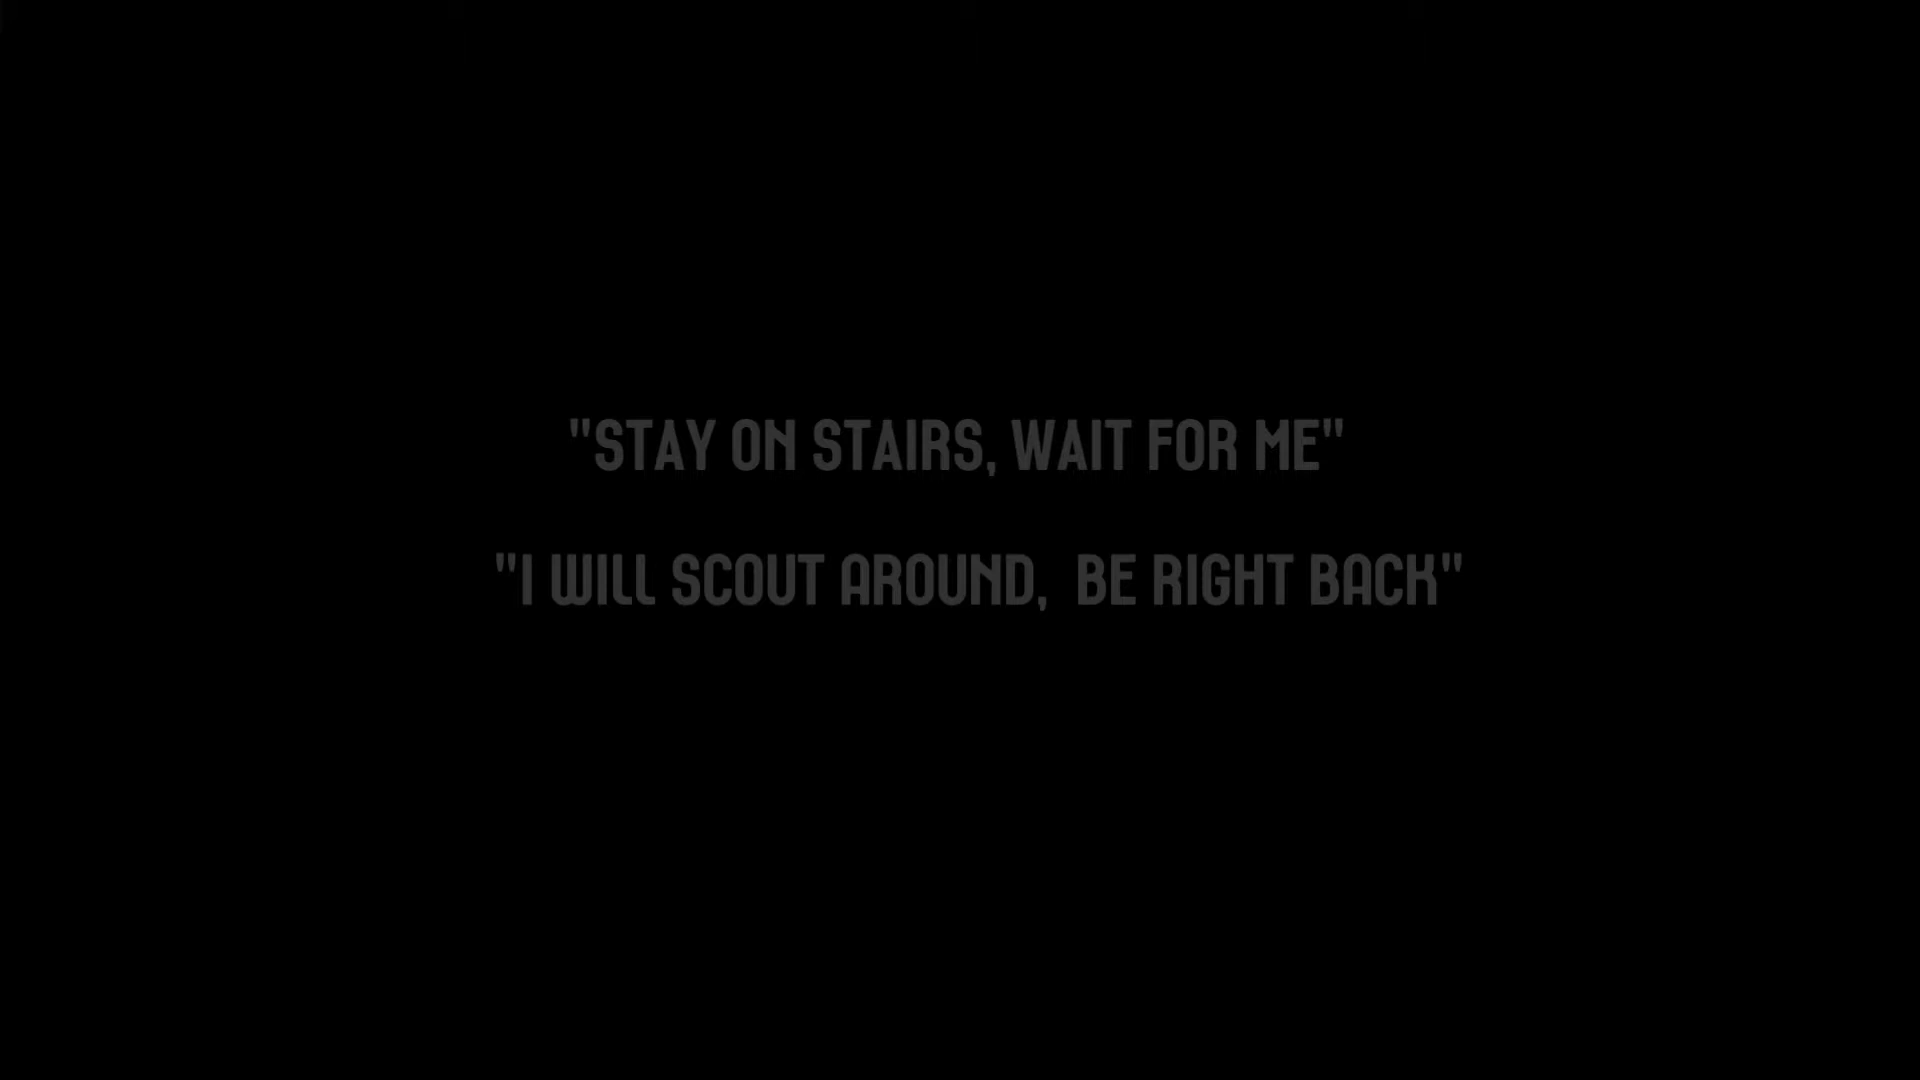 "STAY ON STAIRS, WAIT FOR ME"
"I WILL SCOUT AROUND,  BE RIGHT BACK"